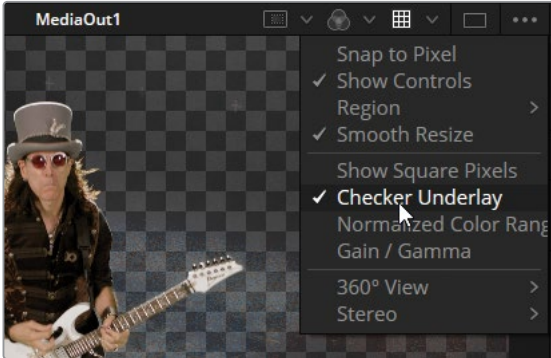 MediaOut1
Snap to Pixel
Show Controls
Region
Smooth Resize
Show Square Pixels
Checker Underlay
Normalized Color Rang
Gain / Gamma
360° View
Stereo